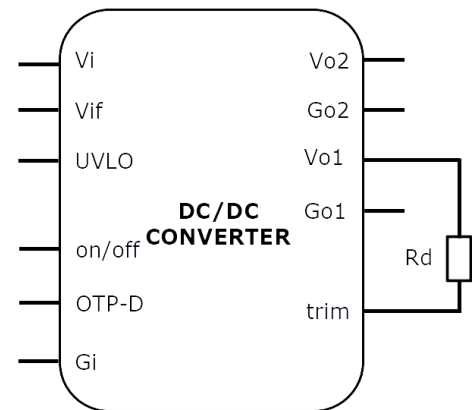 Vi
Vif
UVLO
on/off
OTP-D
Gi
DC/DC
CONVERTER
Vo2
Go2
Vo1
Go1
trim
Rd